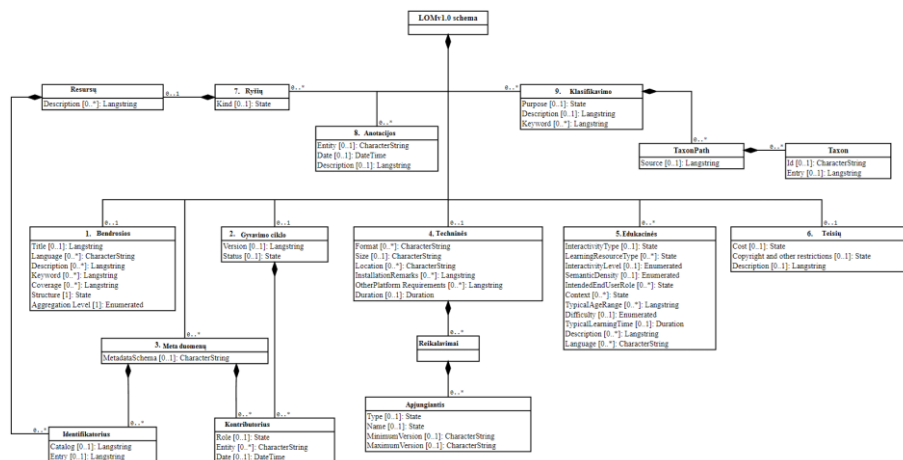 LOMv1.0 schema
Resursų
Description [0..*]: Langstring
0..1
7. Ryšių
Kind [0..1]: State
0..*
0..*
9. Klasifikavimo
Purpose [0..1]: State
Description [0..1]: Langstring
Keyword [0..*]: Langstring
0..*
8. Anotacijos
Entity [0..1]: CharacterString
Date [0..1]: DateTime
Description [0..1]: Langstring
0..*
TaxonPath
Source [0..1]: Langstring
0..*
Taxon
Id [0..1]: CharacterString
Entry [0..1]: Langstring
0..1
1. Bendrosios
Title [0..1]: Langstring
Language [0..*]: CharacterString
Description [0..*]: Langstring
Keyword [0..*]: Langstring
Coverage [0..*]: Langstring
Structure [1]: State
Aggregation Level [1]: Enumerated
0..1
2. Gyvavimo ciklo
Version [0..1]: Langstring
Status [0..1]: State
0..1
4. Techninės
Format [0..*]: CharacterString
Size [0..1]: CharacterString
Location [0..*]: CharacterString
InstallationRemarks [0..*]: Langstring
OtherPlatform Requirements [0..*]: Langstring
Duration [0..1]: Duration
0..*
5.Edukacinės
InteractivityType [0..1]: State
LearningResourceType [0..*]: State
InteractivityLevel [0..1]: Enumerated
SemanticDensity [0..1]: Enumerated
IntendedEndUserRole [0..*]: State
Context [0..*]: State
TypicalAgeRange [0..*]: Langstring
Difficulty [0..1]: Enumerated
TypicalLearningTime [0..1]: Duration
Description [0..*]: Langstring
Language [0..*]: CharacterString
0..1
6. Teisių
Cost [0..1]: State
Copyright and other restrictions [0..1]: State
Description [0..1]: Langstring
0..*
3. Meta duomenų
MetadataSchema [0..1]: CharacterString
0..*
Reikalavimai
0..*
Apjungiantis
Type [0..1]: State
Name [0..1]: State
MinimumVersion [0..1]: CharacterString
MaximumVersion [0..1]: CharacterString
0..*
0..*
Identifikatorius
Catalog [0..1]: Langstring
Entry [0..1]: Langstring
0..*
0..*
Kontributorius
Role [0..1]: State
Entity [0..*]: CharacterString
Date [0..1]: DateTime